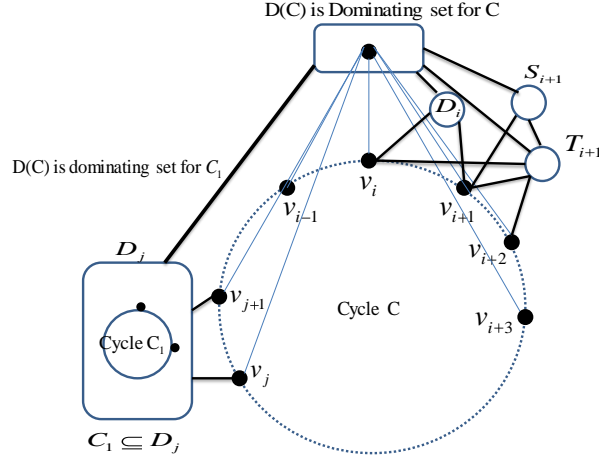 D(C) is Dominating set for C
S_{i+1}
D_i
T_{i+1}
D(C) is dominating set for C_1
v_i
v_{i-1}
v_{i+1}
v_{i+2}
D_j
v_{j+1}
Cycle C
v_{i+3}
Cycle C_1
v_j
C_1 ⊆ D_j